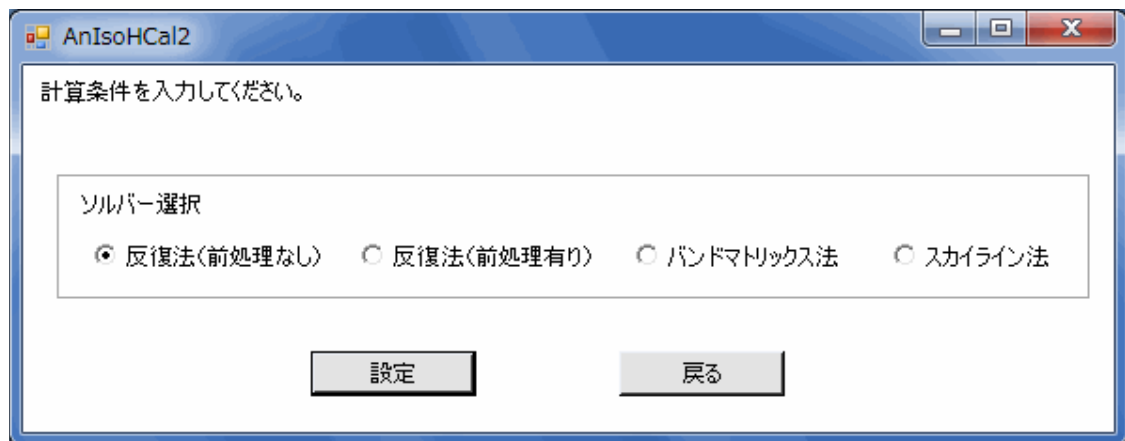 AnIsoHCal2
計算条件を入力してください。
ソルバー選択
反復法(前処理なし) 反復法(前処理有り) バンドマトリックス法 スカイライン法
設定 戻る